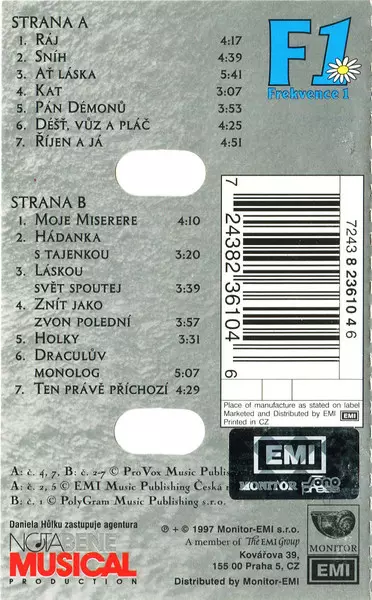 STRANA A
1. RÁJ 4:17
2. SNÍH 4:39
3. AŤ LÁSKA 5:41
4. KAT 3:07
5. PÁN DÉMONŮ 3:53
6. DÉŠŤ, VŮZ A PLÁČ 4:25
7. ŘÍJEN A JÁ 4:51
F1
Frekvence 1
STRANA B
1. MOJE MISERERE 4:10
2. HÁDANKA
S TAJENKOU 3:20
3. LÁSKOU
SVĚT SPOUTEJ 3:39
4. ZNÍT JAKO
ZVON POLEDNÍ 3:57
5. HOLKY 3:31
6. DRACULŮV
MONOLOG 5:07
7. TEN PRÁVĚ PŘÍCHOZÍ 4:29
7243 8 23610 4 6
7 24382 36104 6
Place of manufacture as stated on label
Marketed and Distributed by EMI EMI
Printed in CZ
EMI
MONITOR
A: č. 4, 7, B: č. 2-7 © ProVox Music Publis
A: č. 2, 5 © EMI Music Publishing Česká r
B: č. 1 © PolyGram Music Publishing s.r.o.
Daniela Hůlku zastupuje agentura
NOTABENE
MUSICAL
PRODUCTION
℗ + © 1997 Monitor-EMI s.r.o.
A member of The EMI Group
Kovářova 39,
155 00 Praha 5, CZ
Distributed by Monitor-EMI
MONITOR
EMI